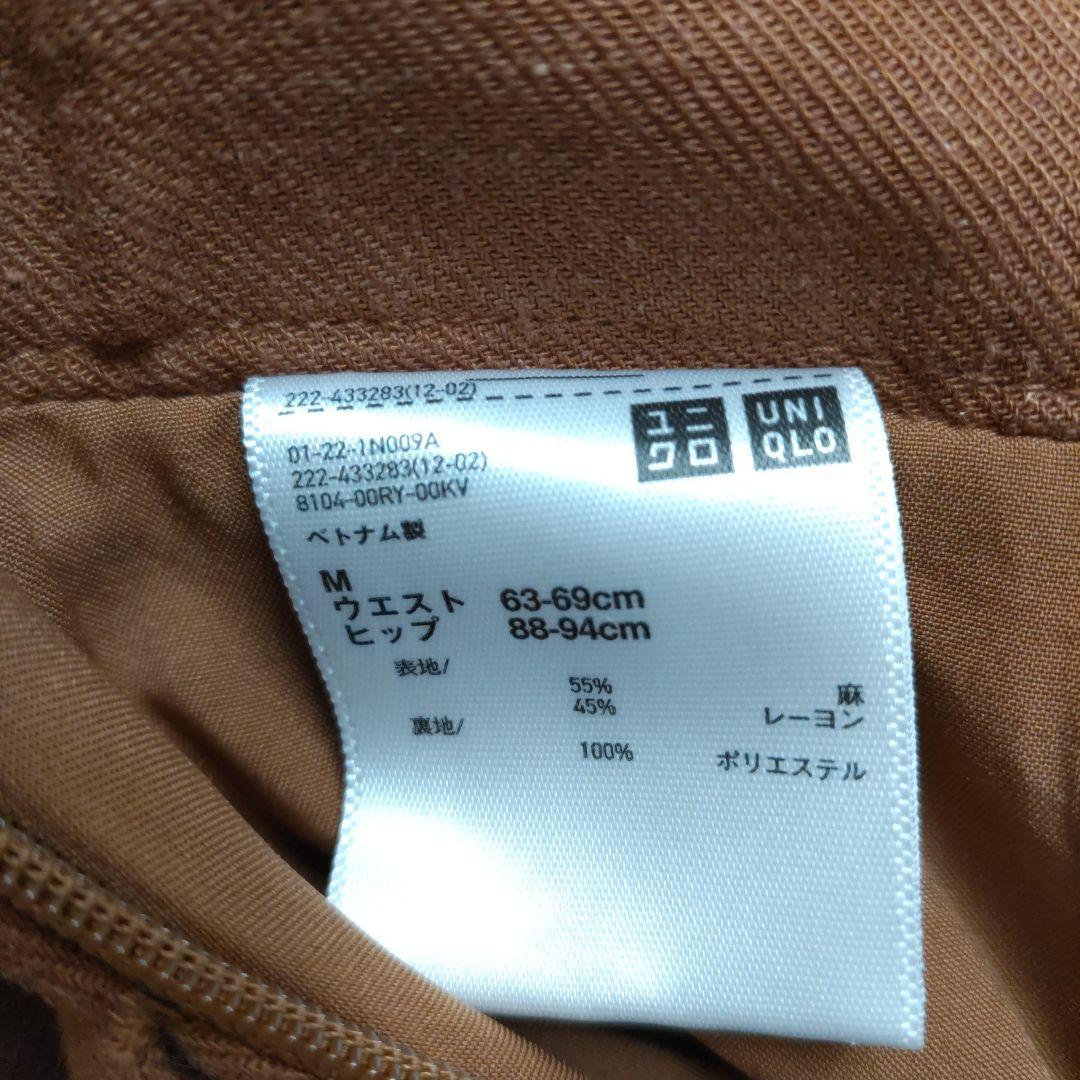 222-433283(12-02)
ユニ
クロ
UNI
QLO
01-22-1N009A
222-433283(12-02)
8104-00RY-00KV
ベトナム製
M
ウエスト 63-69cm
ヒップ 88-94cm
表地/
55% 麻
45% レーヨン
裏地/
100% ポリエステル